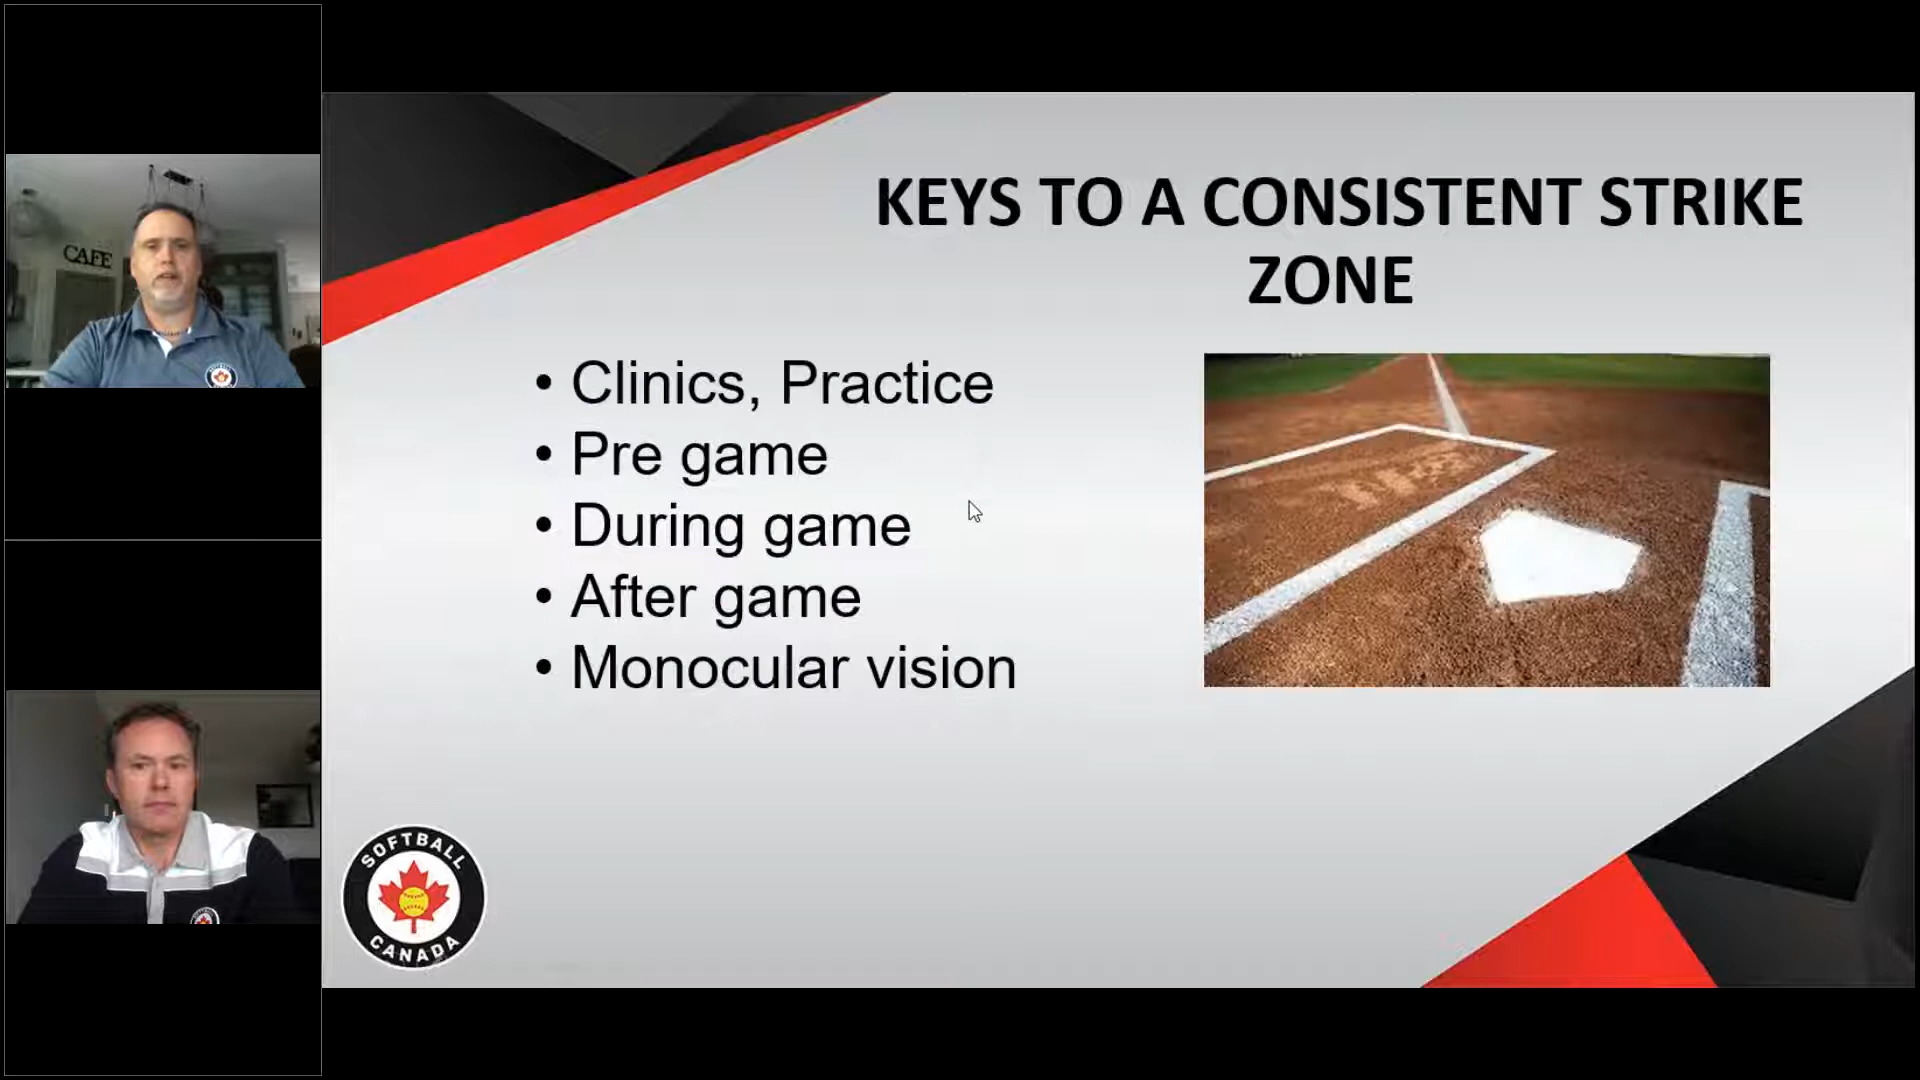 CAFE
KEYS TO A CONSISTENT STRIKE
ZONE
• Clinics, Practice
• Pre game
• During game
• After game
• Monocular vision
SOFTBALL
CANADA